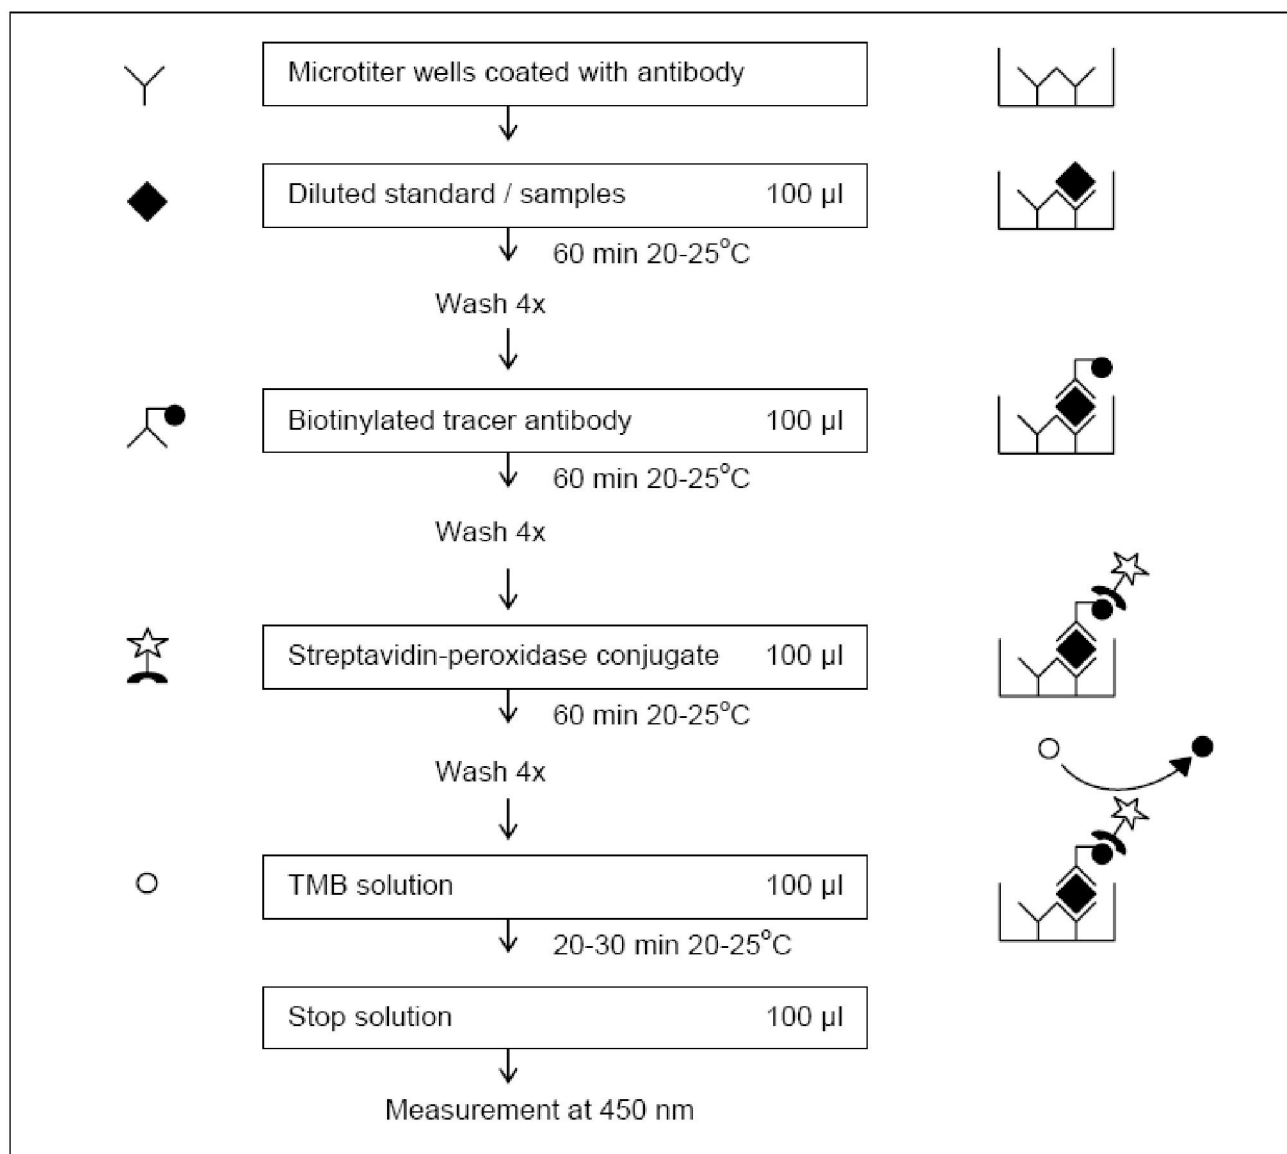 Microtiter wells coated with antibody
Diluted standard / samples 100 µl
60 min 20-25°C
Wash 4x
Biotinylated tracer antibody 100 µl
60 min 20-25°C
Wash 4x
Streptavidin-peroxidase conjugate 100 µl
60 min 20-25°C
Wash 4x
TMB solution 100 µl
20-30 min 20-25°C
Stop solution 100 µl
Measurement at 450 nm